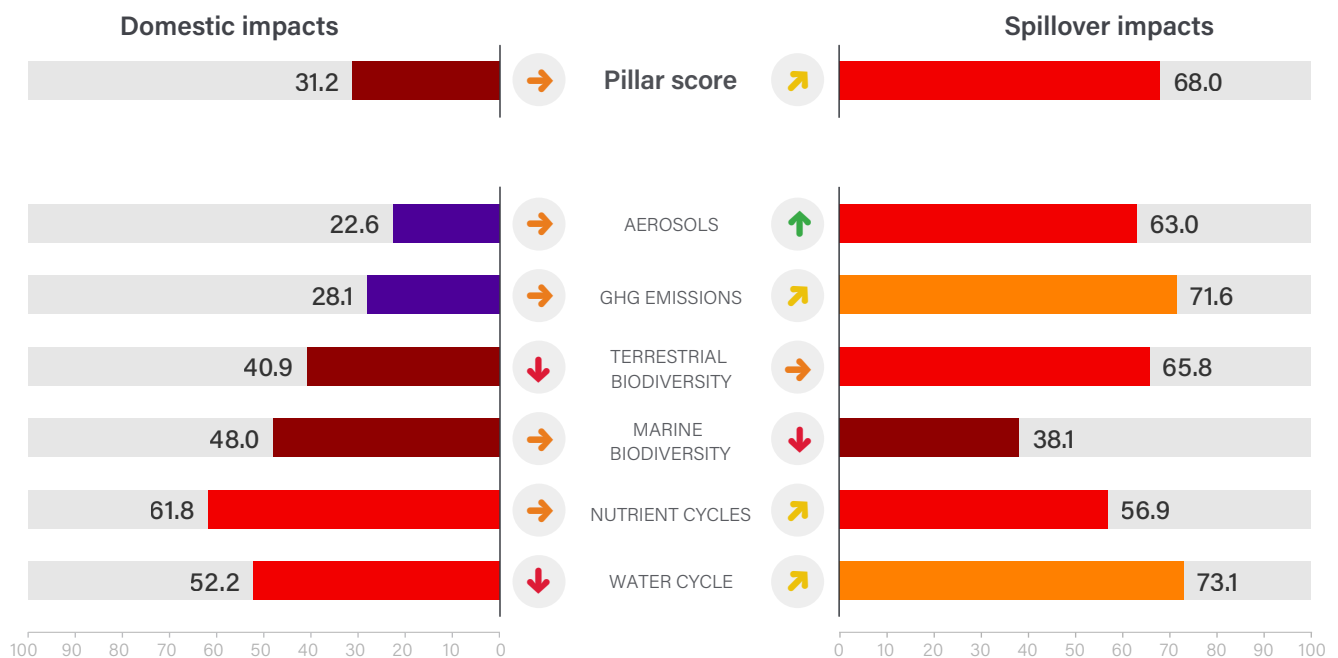 Domestic impacts
Spillover impacts
31.2
Pillar score
68.0
22.6
AEROSOLS
63.0
28.1
GHG EMISSIONS
71.6
40.9
TERRESTRIAL
BIODIVERSITY
65.8
48.0
MARINE
BIODIVERSITY
38.1
61.8
NUTRIENT CYCLES
56.9
52.2
WATER CYCLE
73.1
100 90 80 70 60 50 40 30 20 10 0
0 10 20 30 40 50 60 70 80 90 100